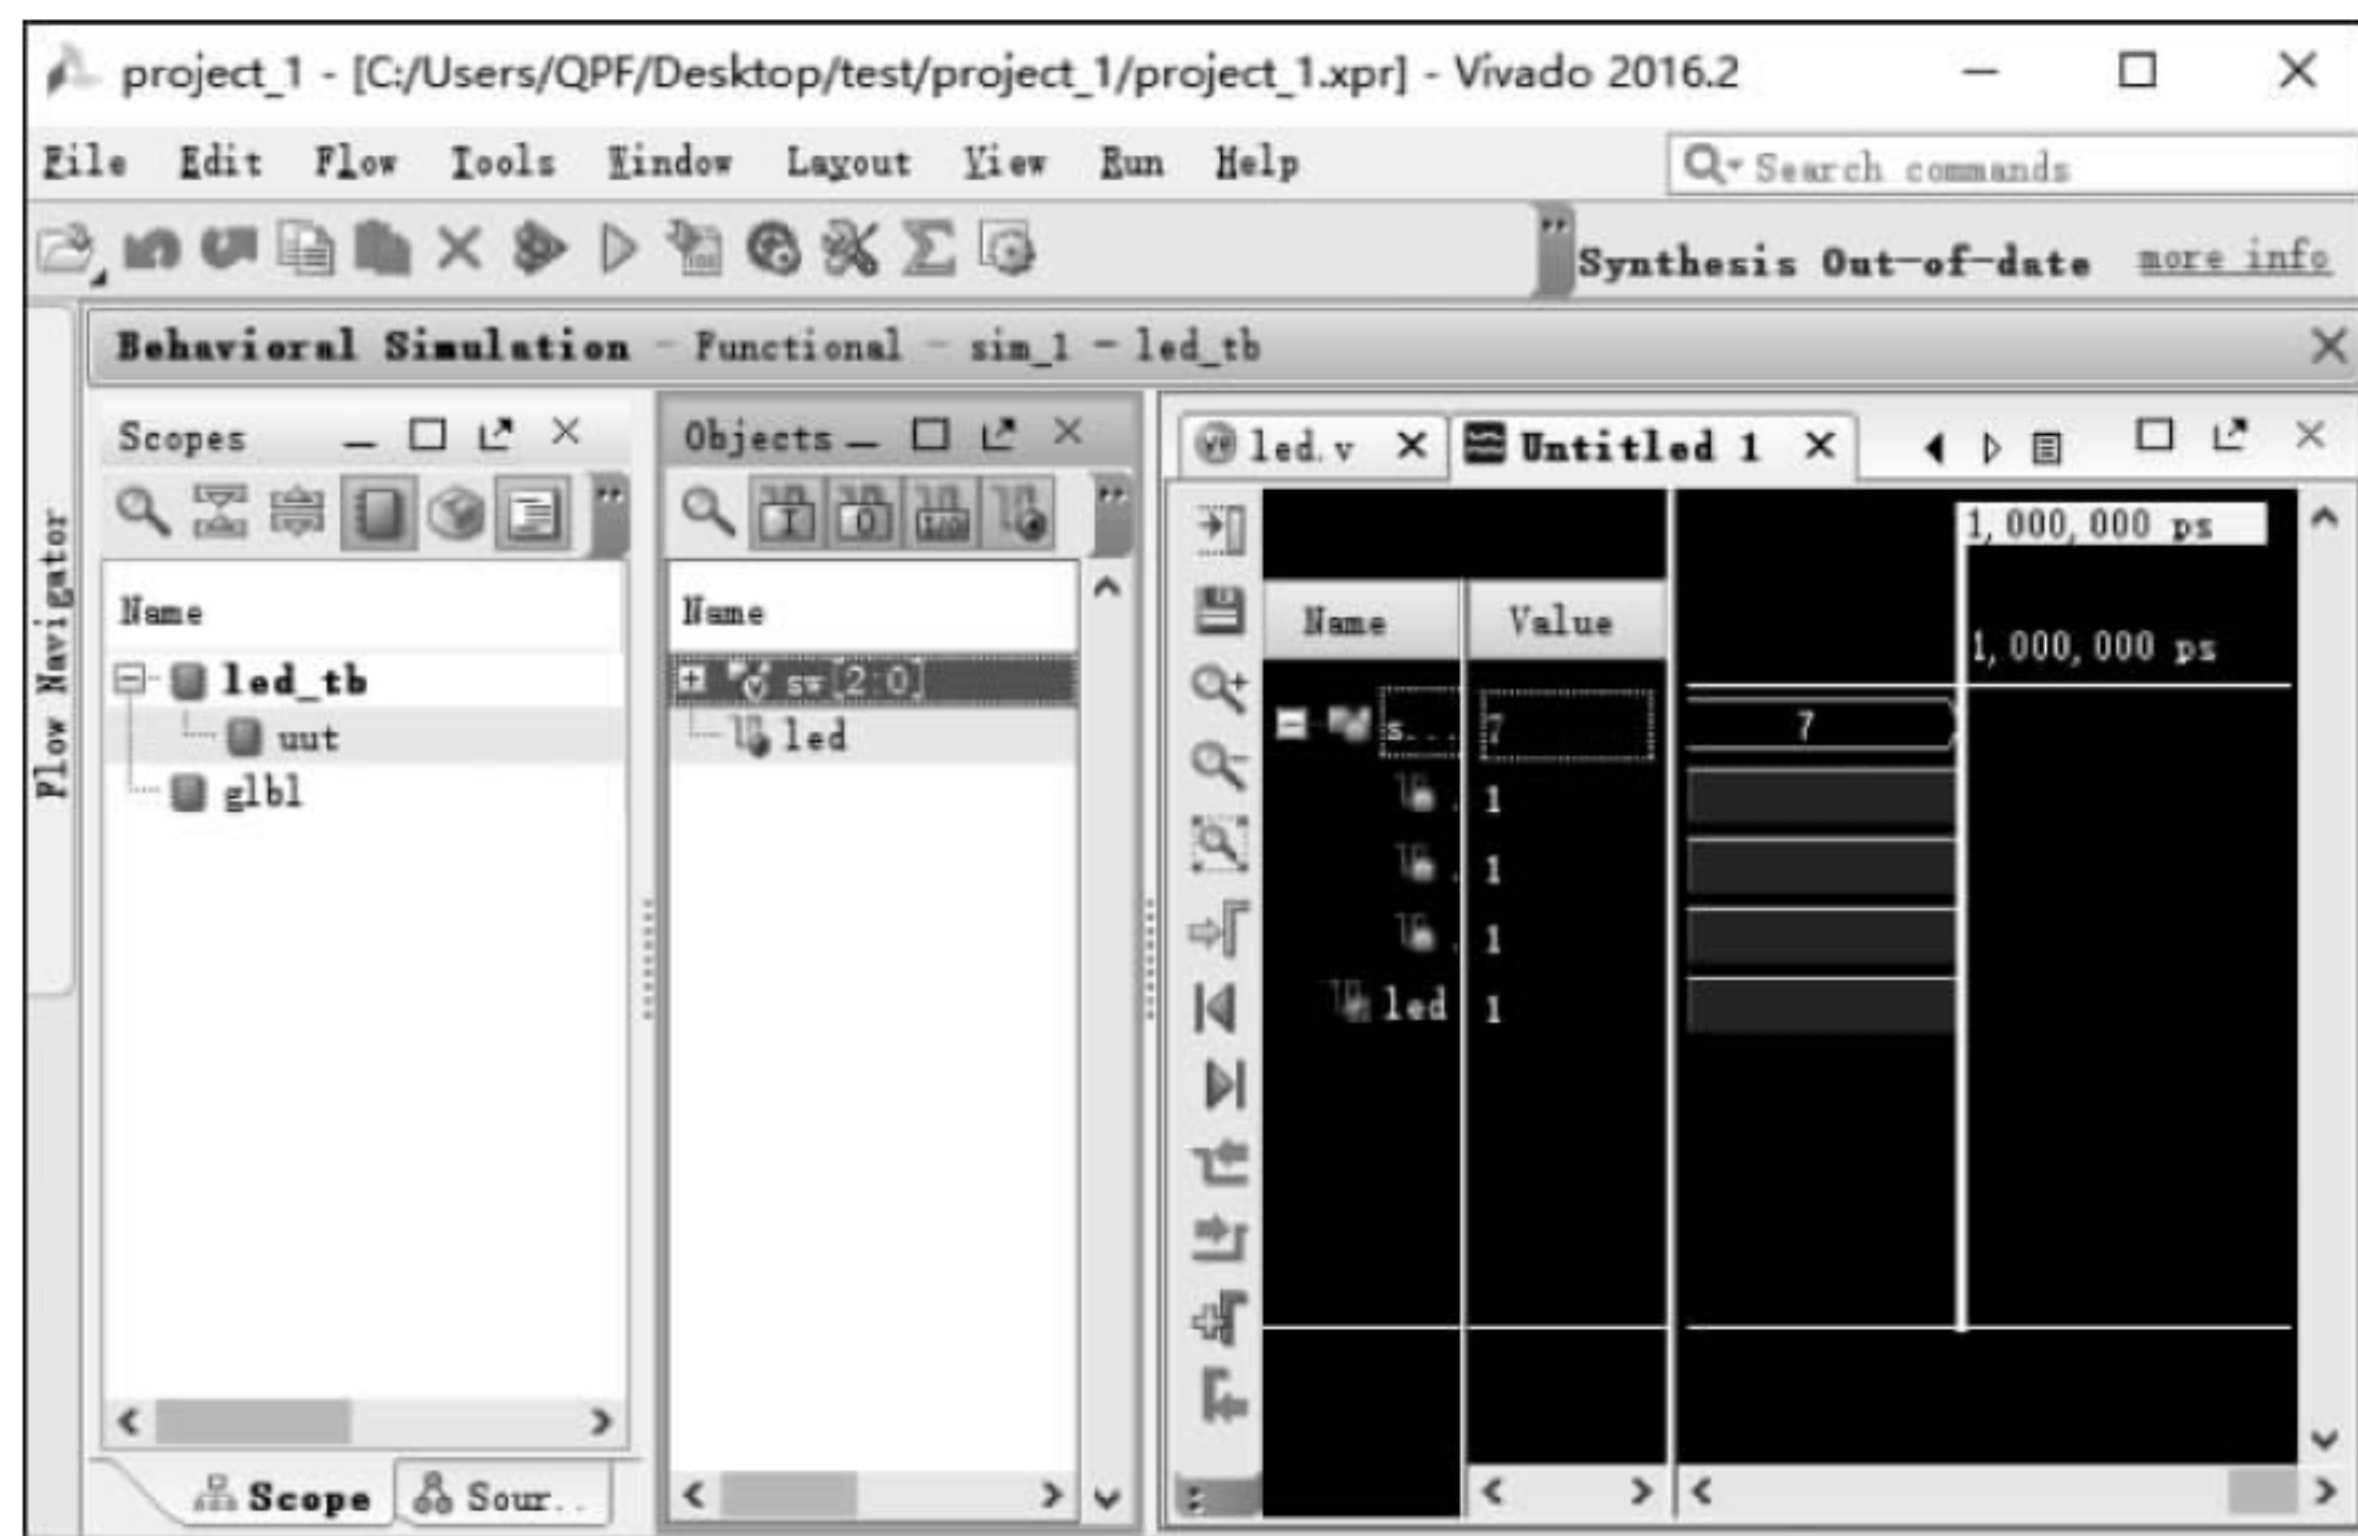 project_1 - [C:/Users/QPF/Desktop/test/project_1/project_1.xpr] - Vivado 2016.2
File Edit Flow Tools Window Layout View Run Help
Search commands
Synthesis Out-of-date more info
Flow Navigator
Behavioral Simulation - Functional - sim_1 - led_tb
Scopes
Name
led_tb
uut
glbl
Scope
Sour..
Objects
I O I/O
Name
sw[2:0]
led
led.v
Untitled 1
1,000,000 ps
1,000,000 ps
Name Value
s... 7 7
1
1
1
led 1